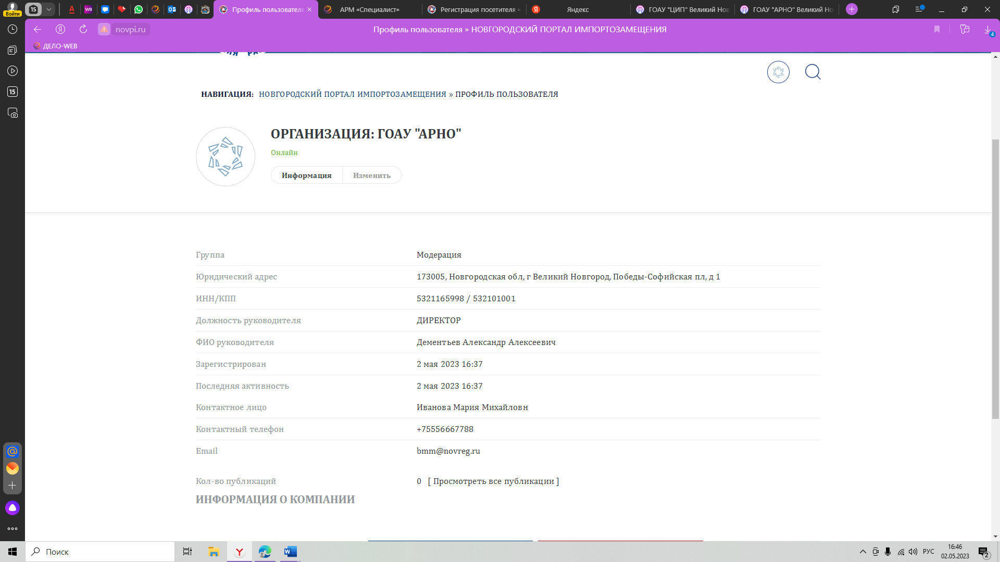 15
A
WB
Профиль пользователя
АРМ «Специалист»
Регистрация посетителя »
Я
Яндекс
ГОАУ "ЦИП" Великий Нов
ГОАУ "АРНО" Великий Но
Войти
novpi.ru
Профиль пользователя » НОВГОРОДСКИЙ ПОРТАЛ ИМПОРТОЗАМЕЩЕНИЯ
4
ДЕЛО-WEB
15
НАВИГАЦИЯ: НОВГОРОДСКИЙ ПОРТАЛ ИМПОРТОЗАМЕЩЕНИЯ » ПРОФИЛЬ ПОЛЬЗОВАТЕЛЯ
ОРГАНИЗАЦИЯ: ГОАУ "АРНО"
Онлайн
Информация Изменить
Группа Модерация
Юридический адрес 173005, Новгородская обл, г Великий Новгород, Победы-Софийская пл, д 1
ИНН/КПП 5321165998 / 532101001
Должность руководителя ДИРЕКТОР
ФИО руководителя Дементьев Александр Алексеевич
Зарегистрирован 2 мая 2023 16:37
Последняя активность 2 мая 2023 16:37
Контактное лицо Иванова Мария Михайловн
Контактный телефон +75556667788
Email bmm@novreg.ru
Кол-во публикаций 0 [ Просмотреть все публикации ]
ИНФОРМАЦИЯ О КОМПАНИИ
Поиск
РУС
16:46
02.05.2023
2